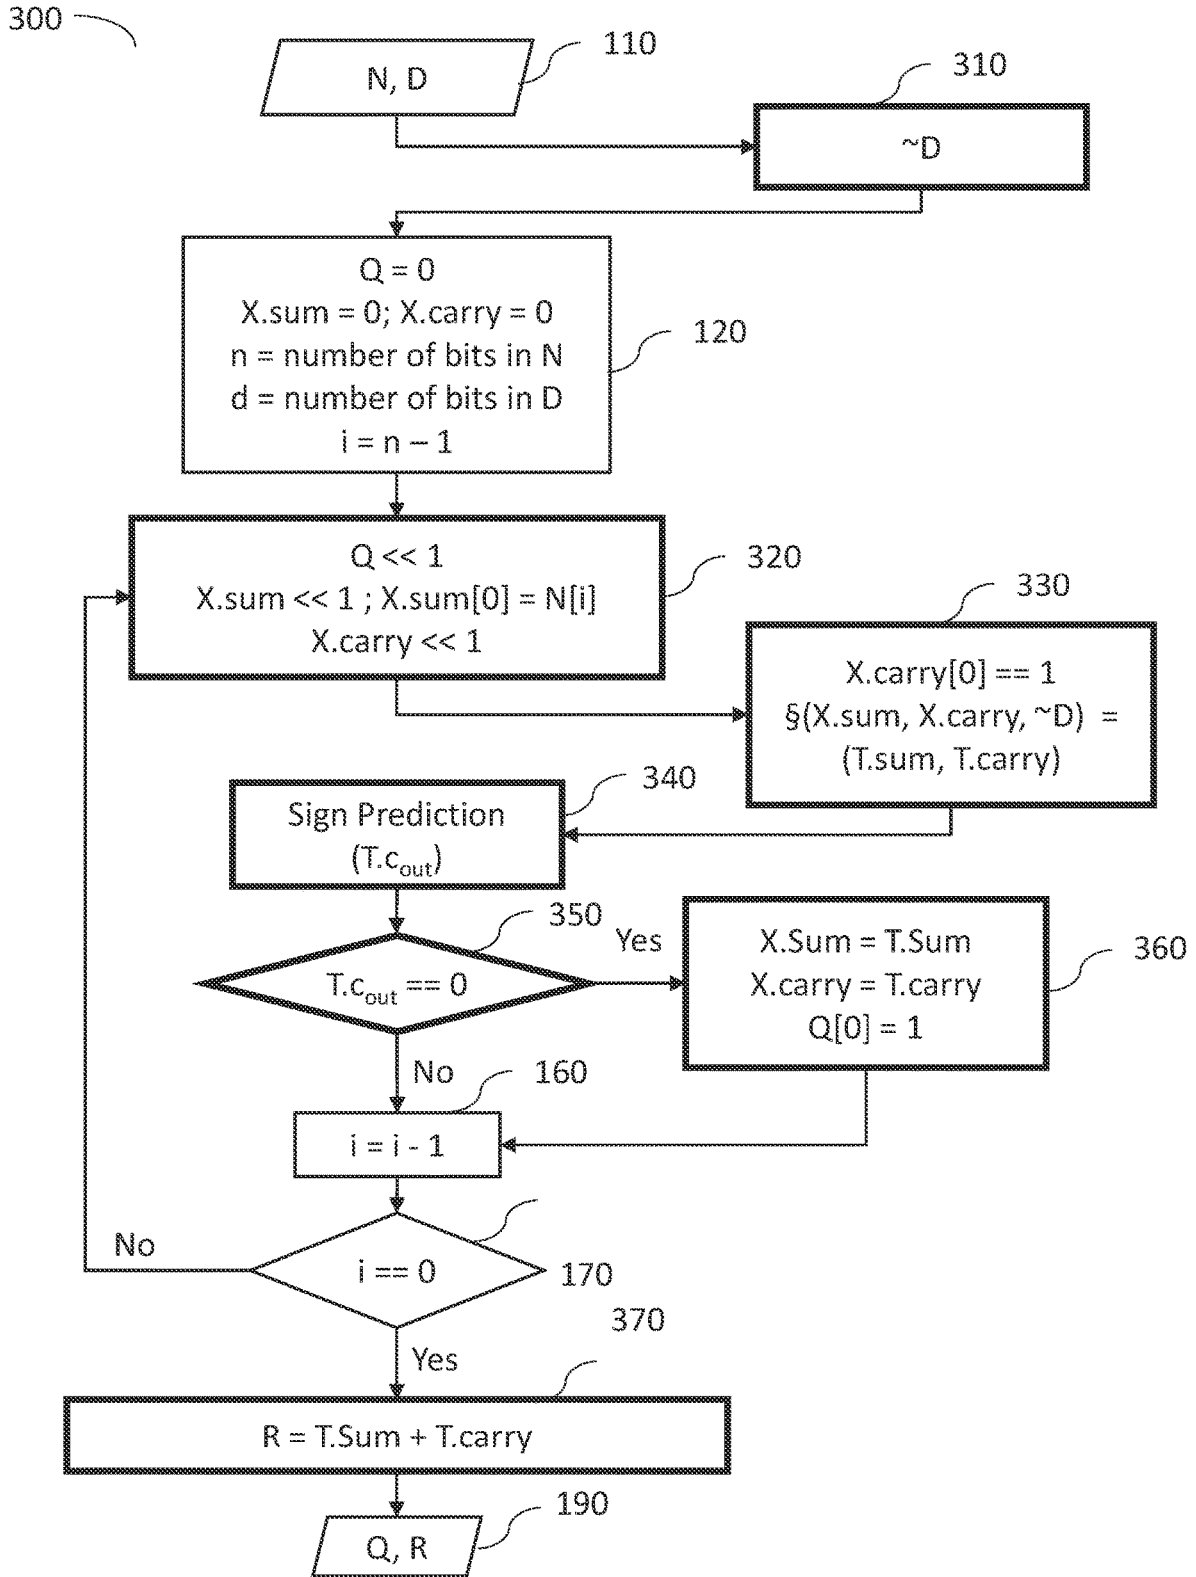 300
110
N, D
310
~D
Q = 0
X.sum = 0; X.carry = 0
n = number of bits in N
d = number of bits in D
i = n – 1
120
Q << 1
X.sum << 1 ; X.sum[0] = N[i]
X.carry << 1
320
330
X.carry[0] == 1
§(X.sum, X.carry, ~D) =
(T.sum, T.carry)
340
Sign Prediction
(T.cout)
350
T.cout == 0
Yes
No
X.Sum = T.Sum
X.carry = T.carry
Q[0] = 1
360
160
i = i - 1
i == 0
170
No
Yes
370
R = T.Sum + T.carry
190
Q, R